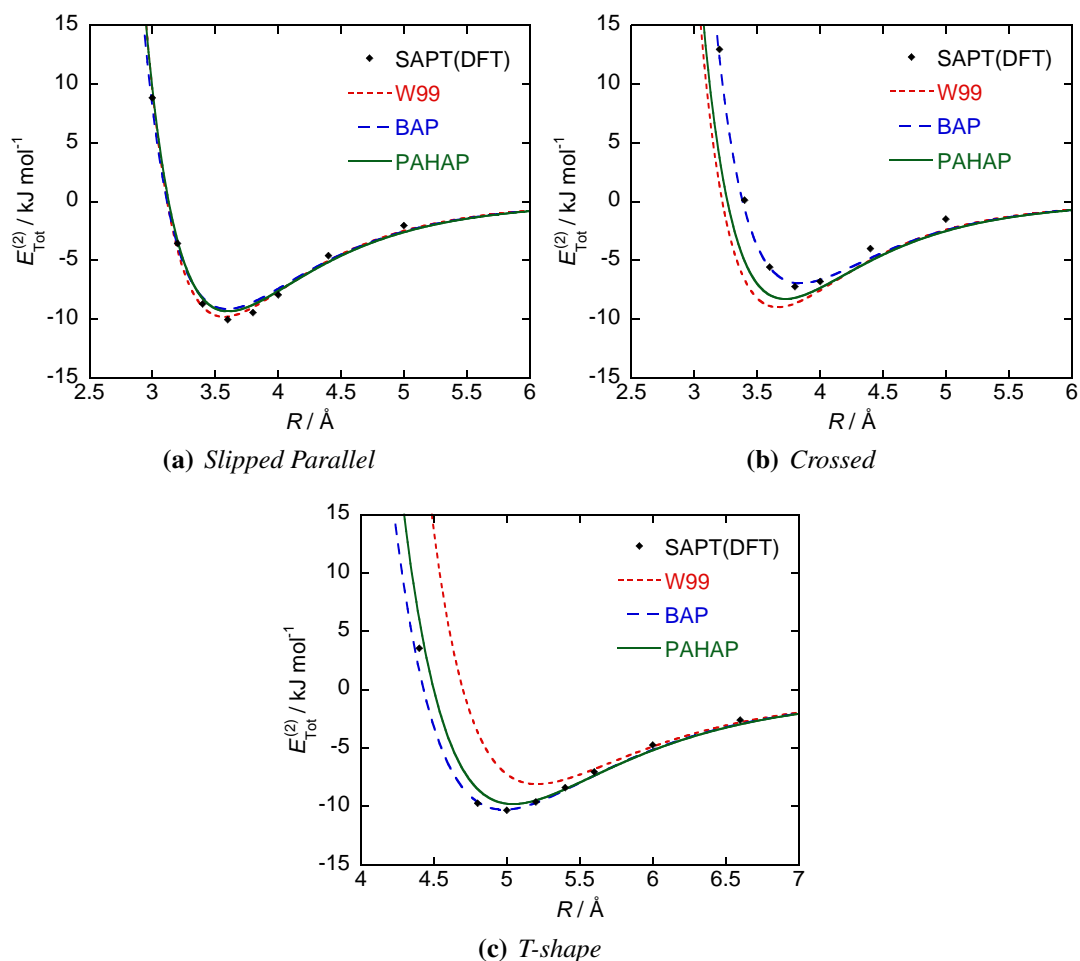 15
10
5
0
-5
-10
-15
E_Tot^(2) / kJ mol^-1
SAPT(DFT)
W99
BAP
PAHAP
2.5 3 3.5 4 4.5 5 5.5 6
R / Å
(a) Slipped Parallel
15
10
5
0
-5
-10
-15
E_Tot^(2) / kJ mol^-1
SAPT(DFT)
W99
BAP
PAHAP
2.5 3 3.5 4 4.5 5 5.5 6
R / Å
(b) Crossed
15
10
5
0
-5
-10
-15
E_Tot^(2) / kJ mol^-1
SAPT(DFT)
W99
BAP
PAHAP
4 4.5 5 5.5 6 6.5 7
R / Å
(c) T-shape